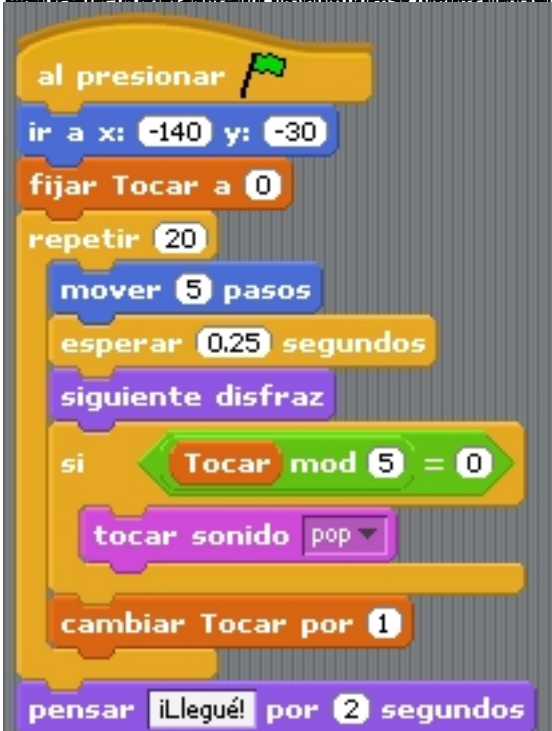 al presionar
ir a x: -140 y: -30
fijar Tocar a 0
repetir 20
mover 5 pasos
esperar 0.25 segundos
siguiente disfraz
si Tocar mod 5 = 0
tocar sonido pop
cambiar Tocar por 1
pensar ¡Llegué! por 2 segundos